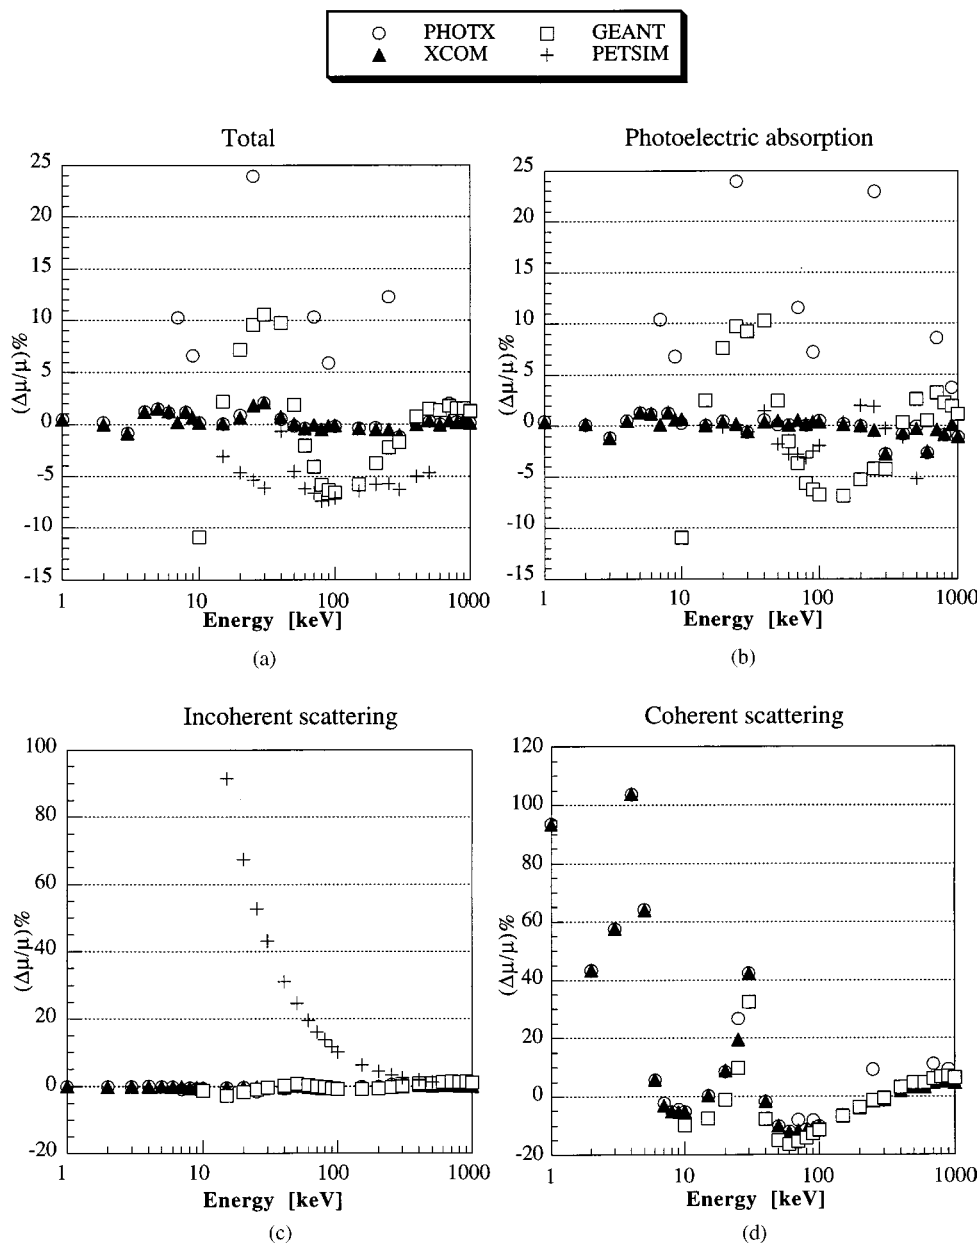 PHOTX GEANT
XCOM PETSIM
Total
25
20
15
10
5
0
-5
-10
-15
(Δμ/μ)%
1 10 100 1000
Energy [keV]
(a)
Photoelectric absorption
25
20
15
10
5
0
-5
-10
-15
(Δμ/μ)%
1 10 100 1000
Energy [keV]
(b)
Incoherent scattering
100
80
60
40
20
0
-20
(Δμ/μ)%
1 10 100 1000
Energy [keV]
(c)
Coherent scattering
120
100
80
60
40
20
0
-20
(Δμ/μ)%
1 10 100 1000
Energy [keV]
(d)